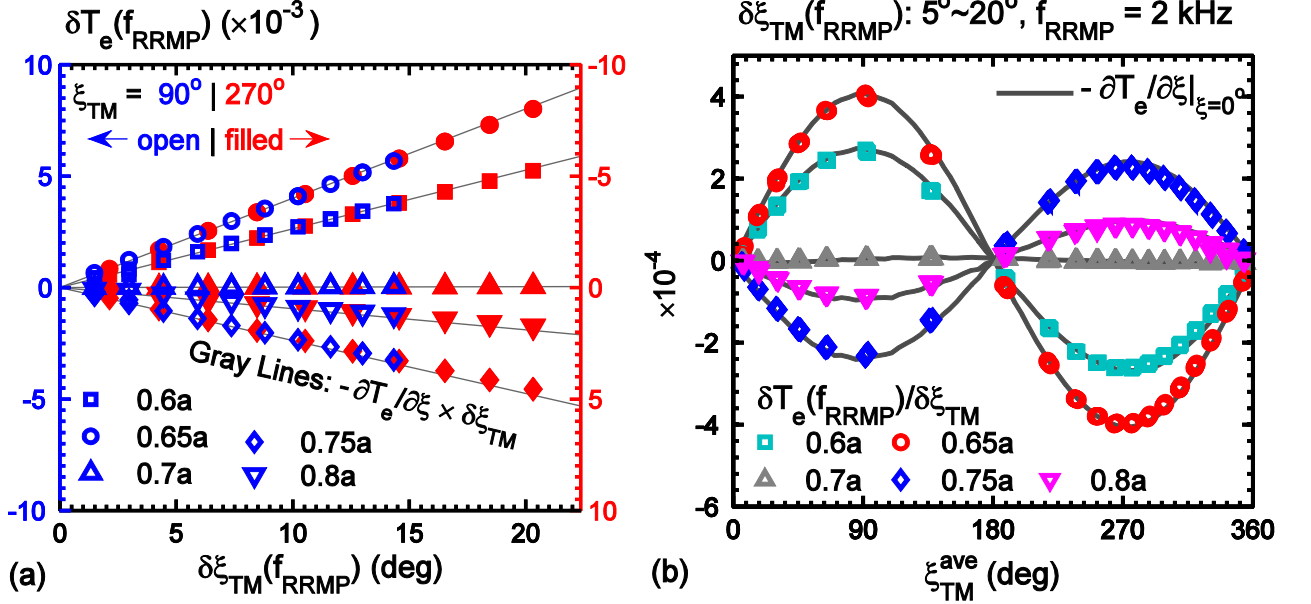 δT_e(f_RRMP) (×10^-3)
10
5
0
-5
-10
-10
-5
0
5
10
ξ_TM = 90° | 270°
open | filled
Gray Lines: - ∂T_e/∂ξ × δξ_TM
0.6a
0.65a
0.7a
0.75a
0.8a
0 5 10 15 20
δξ_TM(f_RRMP) (deg)
(a)
δξ_TM(f_RRMP): 5°~20°, f_RRMP = 2 kHz
- ∂T_e/∂ξ|_ξ=0°
4
2
0
-2
-4
-6
×10^-4
δT_e(f_RRMP)/δξ_TM
0.6a 0.65a
0.7a 0.75a 0.8a
0 90 180 270 360
ξ_TM^ave (deg)
(b)